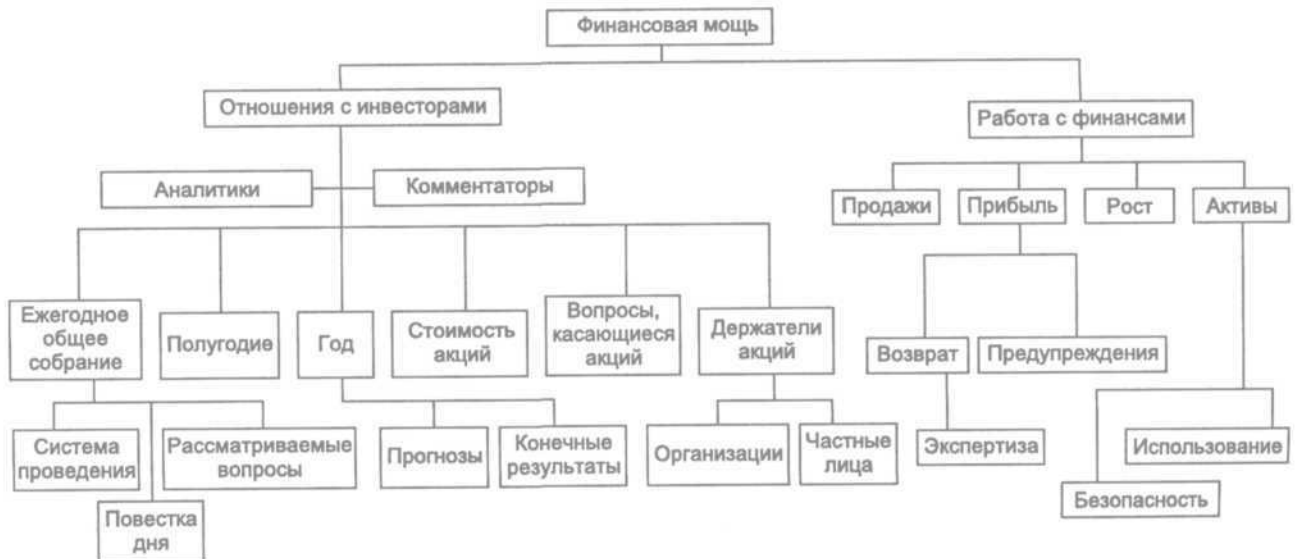 Финансовая мощь
Отношения с инвесторами
Работа с финансами
Аналитики
Комментаторы
Продажи
Прибыль
Рост
Активы
Ежегодное
общее
собрание
Полугодие
Год
Стоимость
акций
Вопросы,
касающиеся
акций
Держатели
акций
Возврат
Предупреждения
Система
проведения
Рассматриваемые
вопросы
Прогнозы
Конечные
результаты
Организации
Частные
лица
Экспертиза
Использование
Безопасность
Повестка
дня